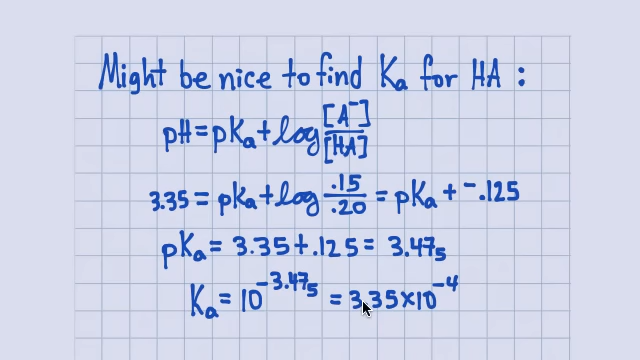 Might be nice to find Ka for HA :
pH = pKa + log [A⁻]/[HA]
3.35 = pKa + log .15/.20 = pKa + -.125
pKa = 3.35 + .125 = 3.47₅
Ka = 10^-3.47₅ = 3.35 × 10^-4